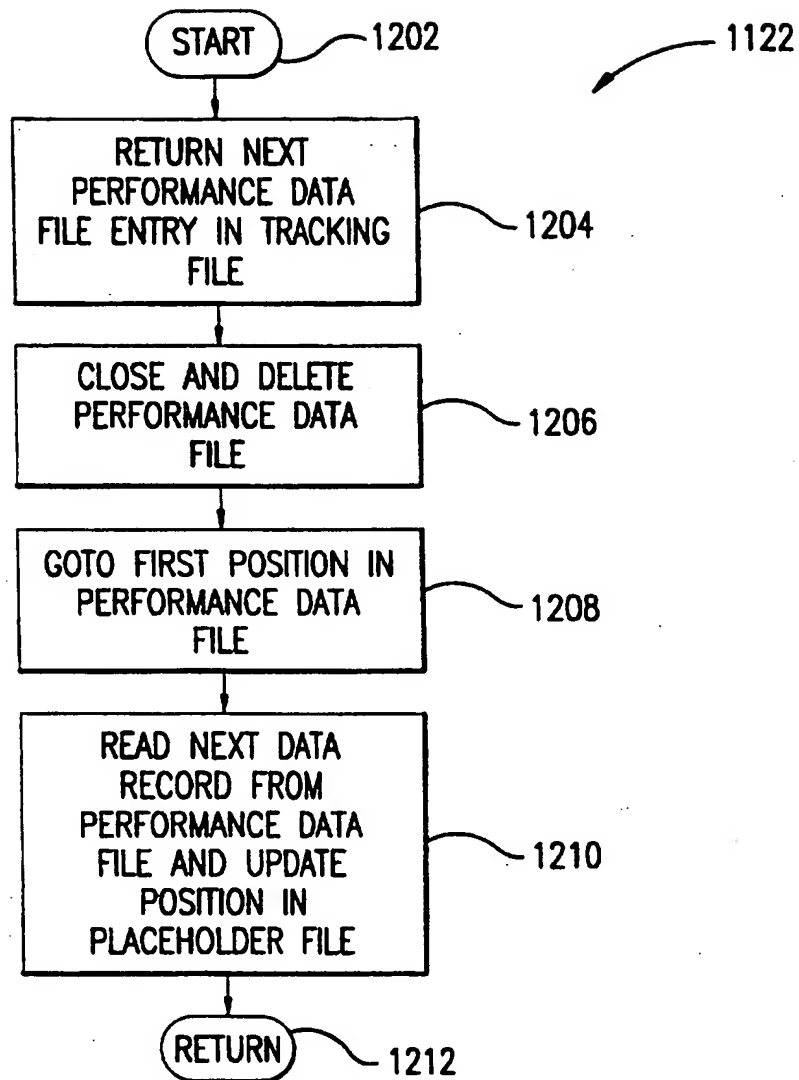 START
1202
1122
RETURN NEXT
PERFORMANCE DATA
FILE ENTRY IN TRACKING
FILE
1204
CLOSE AND DELETE
PERFORMANCE DATA
FILE
1206
GOTO FIRST POSITION IN
PERFORMANCE DATA
FILE
1208
READ NEXT DATA
RECORD FROM
PERFORMANCE DATA
FILE AND UPDATE
POSITION IN
PLACEHOLDER FILE
1210
RETURN
1212